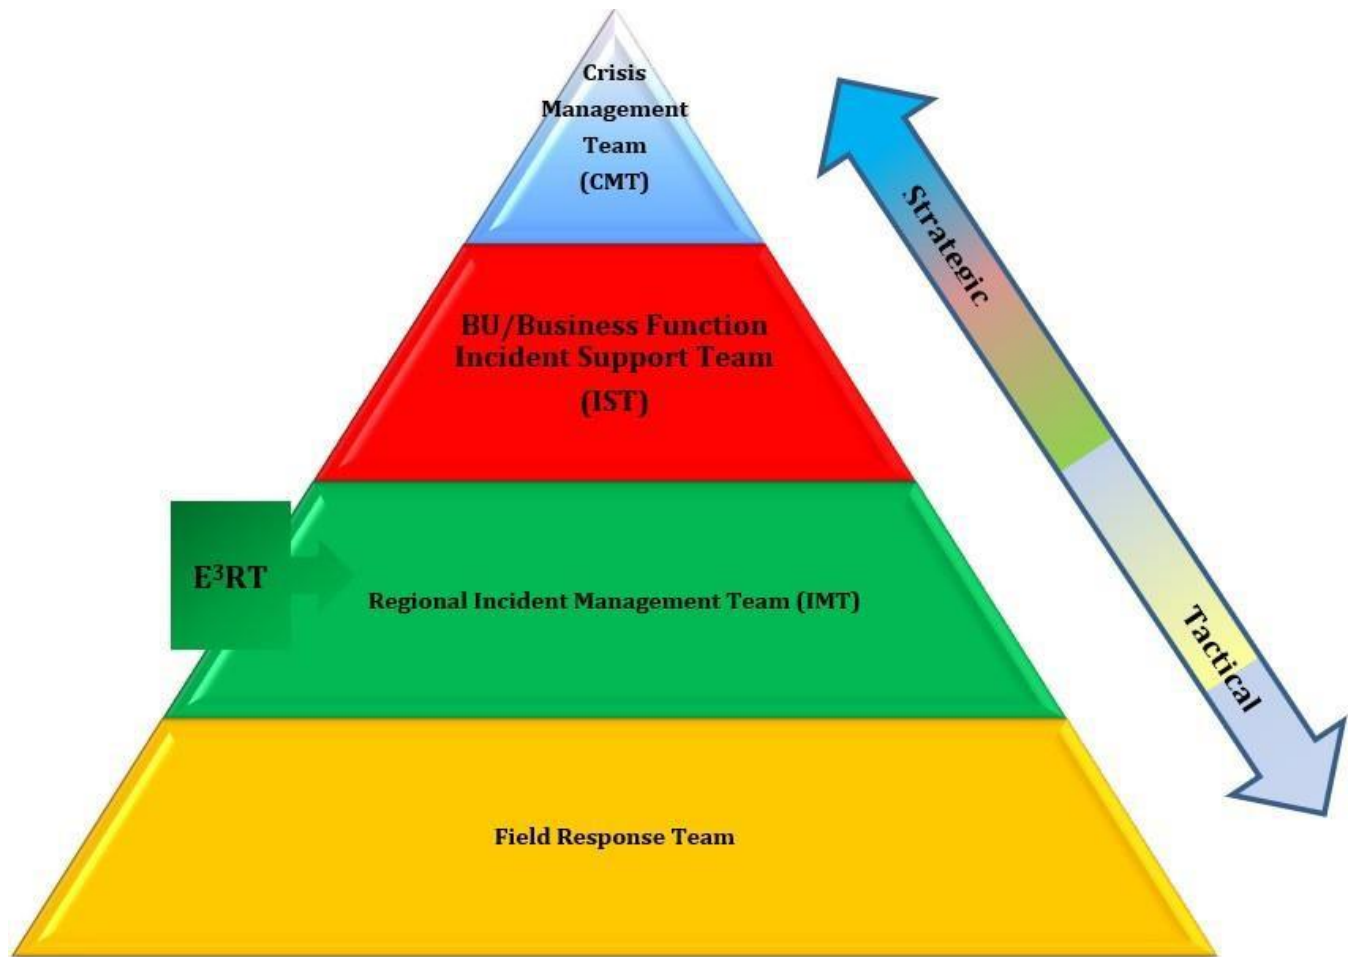 Crisis
Management
Team
(CMT)
Strategic
BU/Business Function
Incident Support Team
(IST)
E³RT
Regional Incident Management Team (IMT)
Tactical
Field Response Team